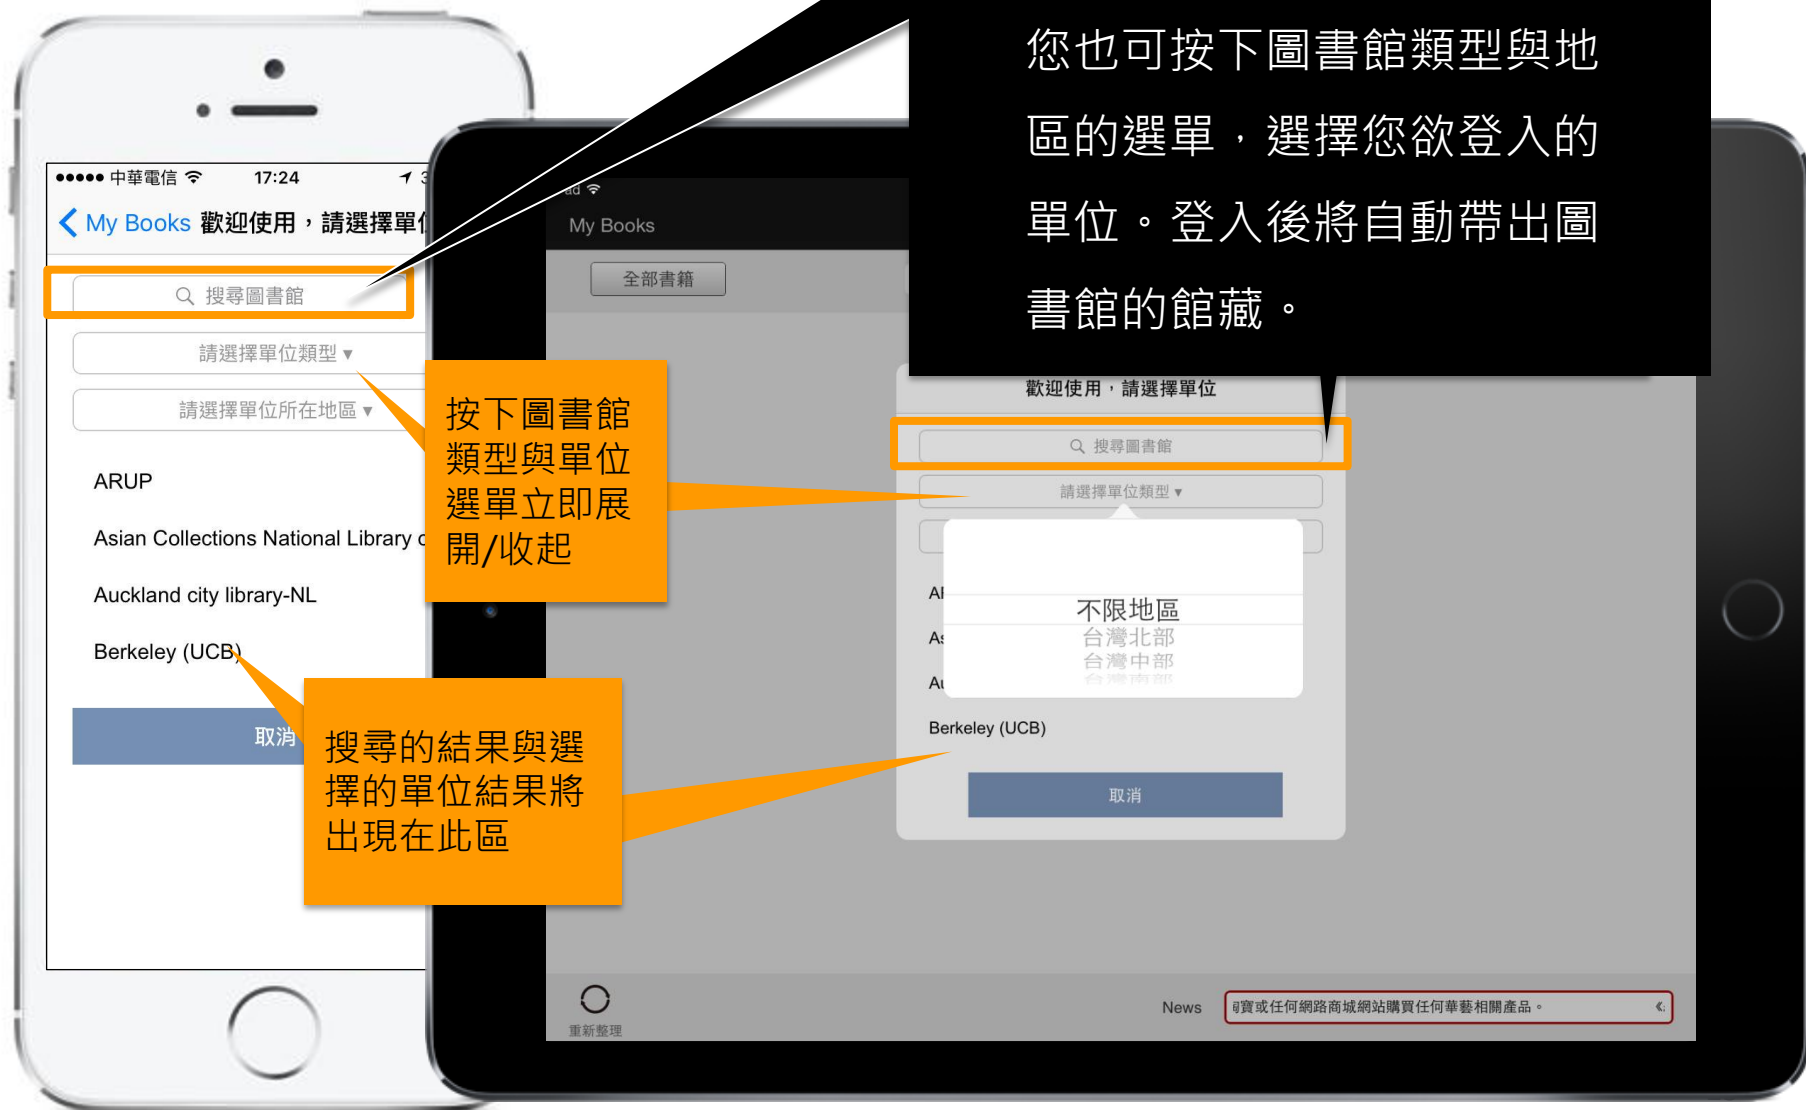 您也可按下圖書館類型與地
區的選單，選擇您欲登入的
單位。登入後將自動帶出圖
書館的館藏。
中華電信 17:24
My Books 歡迎使用，請選擇單
搜尋圖書館
請選擇單位類型 ▾
請選擇單位所在地區 ▾
ARUP
Asian Collections National Library
Auckland city library-NL
Berkeley (UCB)
取消
按下圖書館
類型與單位
選單立即展
開/收起
搜尋的結果與選
擇的單位結果將
出現在此區
My Books
全部書籍
歡迎使用，請選擇單位
搜尋圖書館
請選擇單位類型 ▾
不限地區
台灣北部
台灣中部
台灣南部
Berkeley (UCB)
取消
重新整理
News
寶或任何網路商城網站購買任何華藝相關產品。